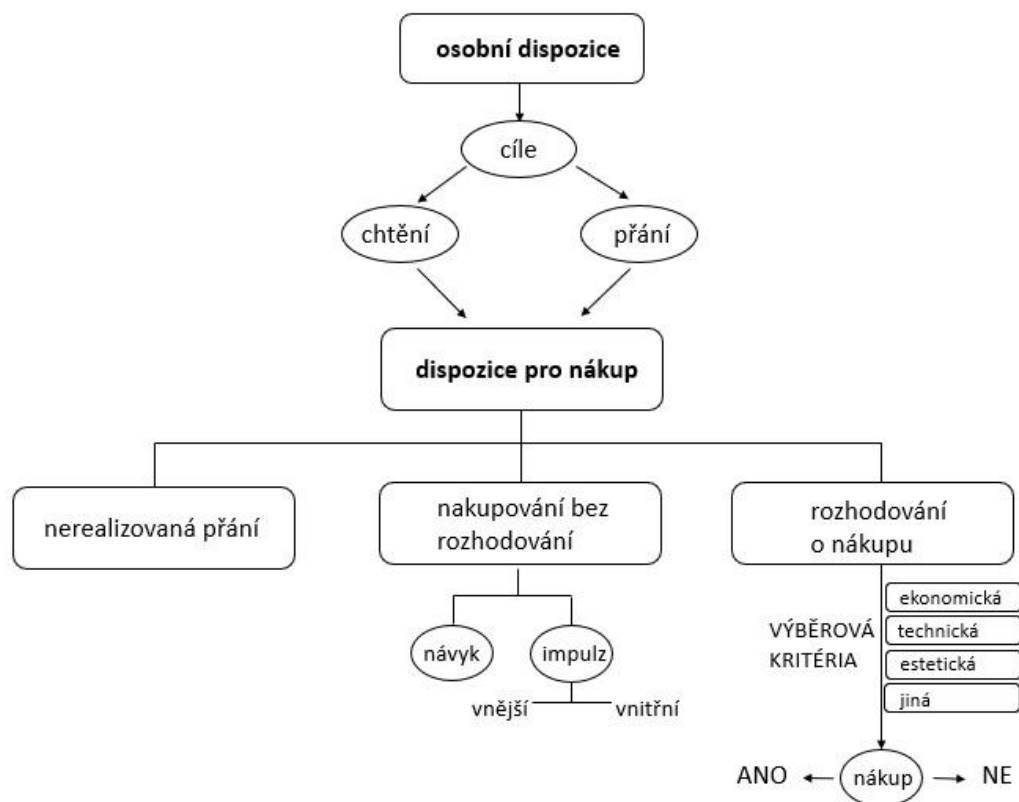 osobní dispozice
cíle
chtění
přání
dispozice pro nákup
nerealizovaná přání
nakupování bez
rozhodování
rozhodování
o nákupu
návyk
impulz
vnější
vnitřní
VÝBĚROVÁ
KRITÉRIA
ekonomická
technická
estetická
jiná
ANO
nákup
NE